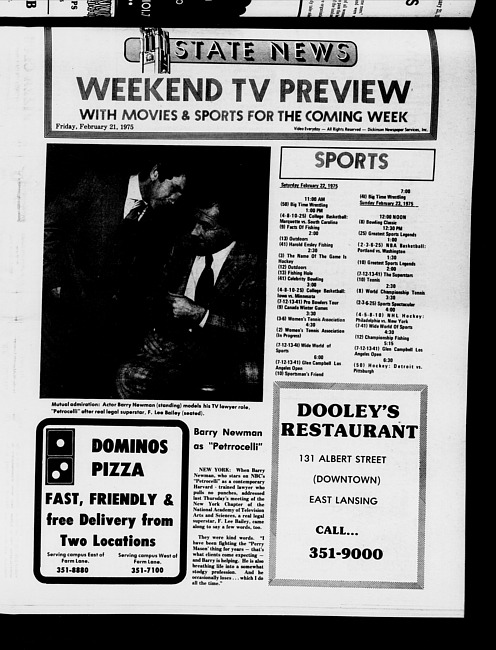 STATE NEWS
WEEKEND TV PREVIEW
WITH MOVIES & SPORTS FOR THE COMING WEEK
Friday, February 21, 1975
Video Everyday — All Rights Reserved — Dickinson Newspaper Services, Inc.
Mutual admiration: Actor Barry Newman (standing) models his TV lawyer role,
"Petrocelli" after real legal superstar, F. Lee Bailey (seated).
DOMINOS
PIZZA
FAST, FRIENDLY &
free Delivery from
Two Locations
Serving campus East of
Farm Lane.
351-8880
Serving campus West of
Farm Lane.
351-7100
Barry Newman
as "Petrrocelli"
NEW YORK: When Barry
Newman, who stars on NBC's
"Petrocelli" as a contemporary
Harvard - trained lawyer who
pulls no punches, addressed
last Thursday's meeting of the
New York Chapter of the
National Academy of Television
Arts and Sciences, a real legal
superstar, F. Lee Bailey, came
along to say a few words, too.
They were kind words. "I
have been fighting the "Perry
Mason' thing for years — that's
what clients come expecting —
and Barry is helping. He is also
breathing life into a somewhat
stodgy profession. And he
occasionally loses . . . which I do
all the time."
SPORTS
Saturday February 22, 1975
11:00 AM
(50) Big Time Wrestling
1:00 PM
(4-8-10-25) College Basketball:
Marquette vs. South Carolina
(9) Facts Of Fishing
2:00
(13) Outdoors
(41) Harold Ensley Fishing
2:30
(3) The Name Of The Game Is
Hockey
(12) Outdoors
(13) Fishing Hole
(41) Celebrity Bowling
3:00
(4-8-10-25) College Basketball:
Iowa vs. Minnesota
(7-12-13-41) Pro Bowlers Tour
(9) Canada Winter Games
3:30
(3-6) Women's Tennis Association
4:30
(2) Women's Tennis Association
(In Progress)
(7-12-13-41) Wide World of
Sports
6:00
(7-12-13-41) Glen Campbell Los
Angeles Open
(10) Sportsman's Friend
7:00
(46) Big Time Wrestling
Sunday February 23, 1975
12:00 NOON
(8) Bowling Classic
12:30 PM
(25) Greatest Sports Legends
1:00
(2-3-6-25) NBA Basketball:
Portland vs. Washington
1:30
(10) Greatest Sports Legends
2:00
(7-12-13-41) The Superstars
(10) Tennis
2:30
(8) World Championship Tennis
3:30
(2-3-6-25) Sports Spectacular
4:00
(4-5-8-10) NHL Hockey:
Philadelphia vs. New York
(7-41) Wide World Of Sports
4:30
(12) Championship Fishing
5:15
(7-12-13-41) Glen Campbell Los
Angeles Open
6:30
(50) Hockey: Detroit vs.
Pittsburgh
DOOLEY'S
RESTAURANT
131 ALBERT STREET
(DOWNTOWN)
EAST LANSING
CALL...
351-9000